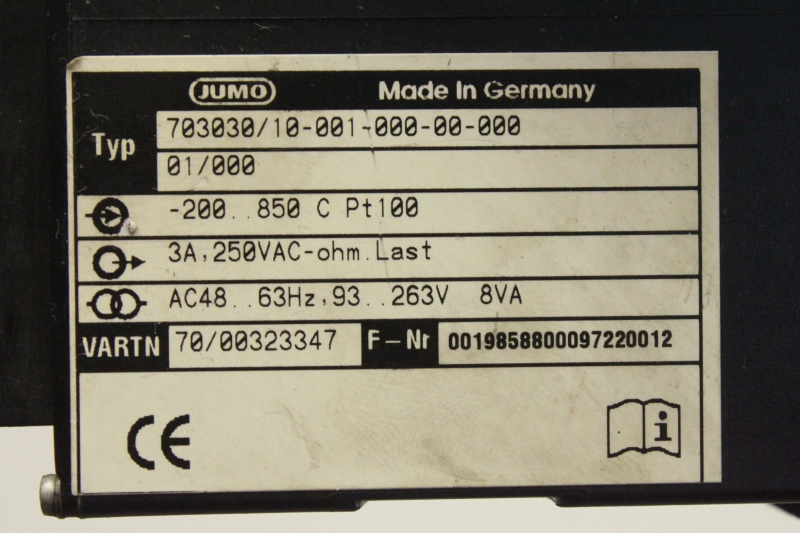 JUMO Made In Germany
Typ 703030/10-001-000-00-000
01/000
-200..850 C Pt100
3A,250VAC-ohm.Last
AC48..63Hz,93..263V 8VA
VARTN 70/00323347 F-Nr 0019858800097220012
CE i